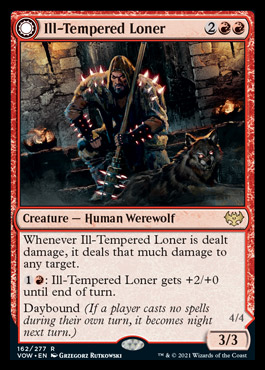 Ill-Tempered Loner 2
Creature — Human Werewolf
Whenever Ill-Tempered Loner is dealt
damage, it deals that much damage to
any target.
1 : Ill-Tempered Loner gets +2/+0
until end of turn.
Daybound (If a player casts no spells
during their own turn, it becomes night
next turn.)
4/4
3/3
162/277 R
VOW • EN Grzegorz Rutkowski
™ & © 2021 Wizards of the Coast